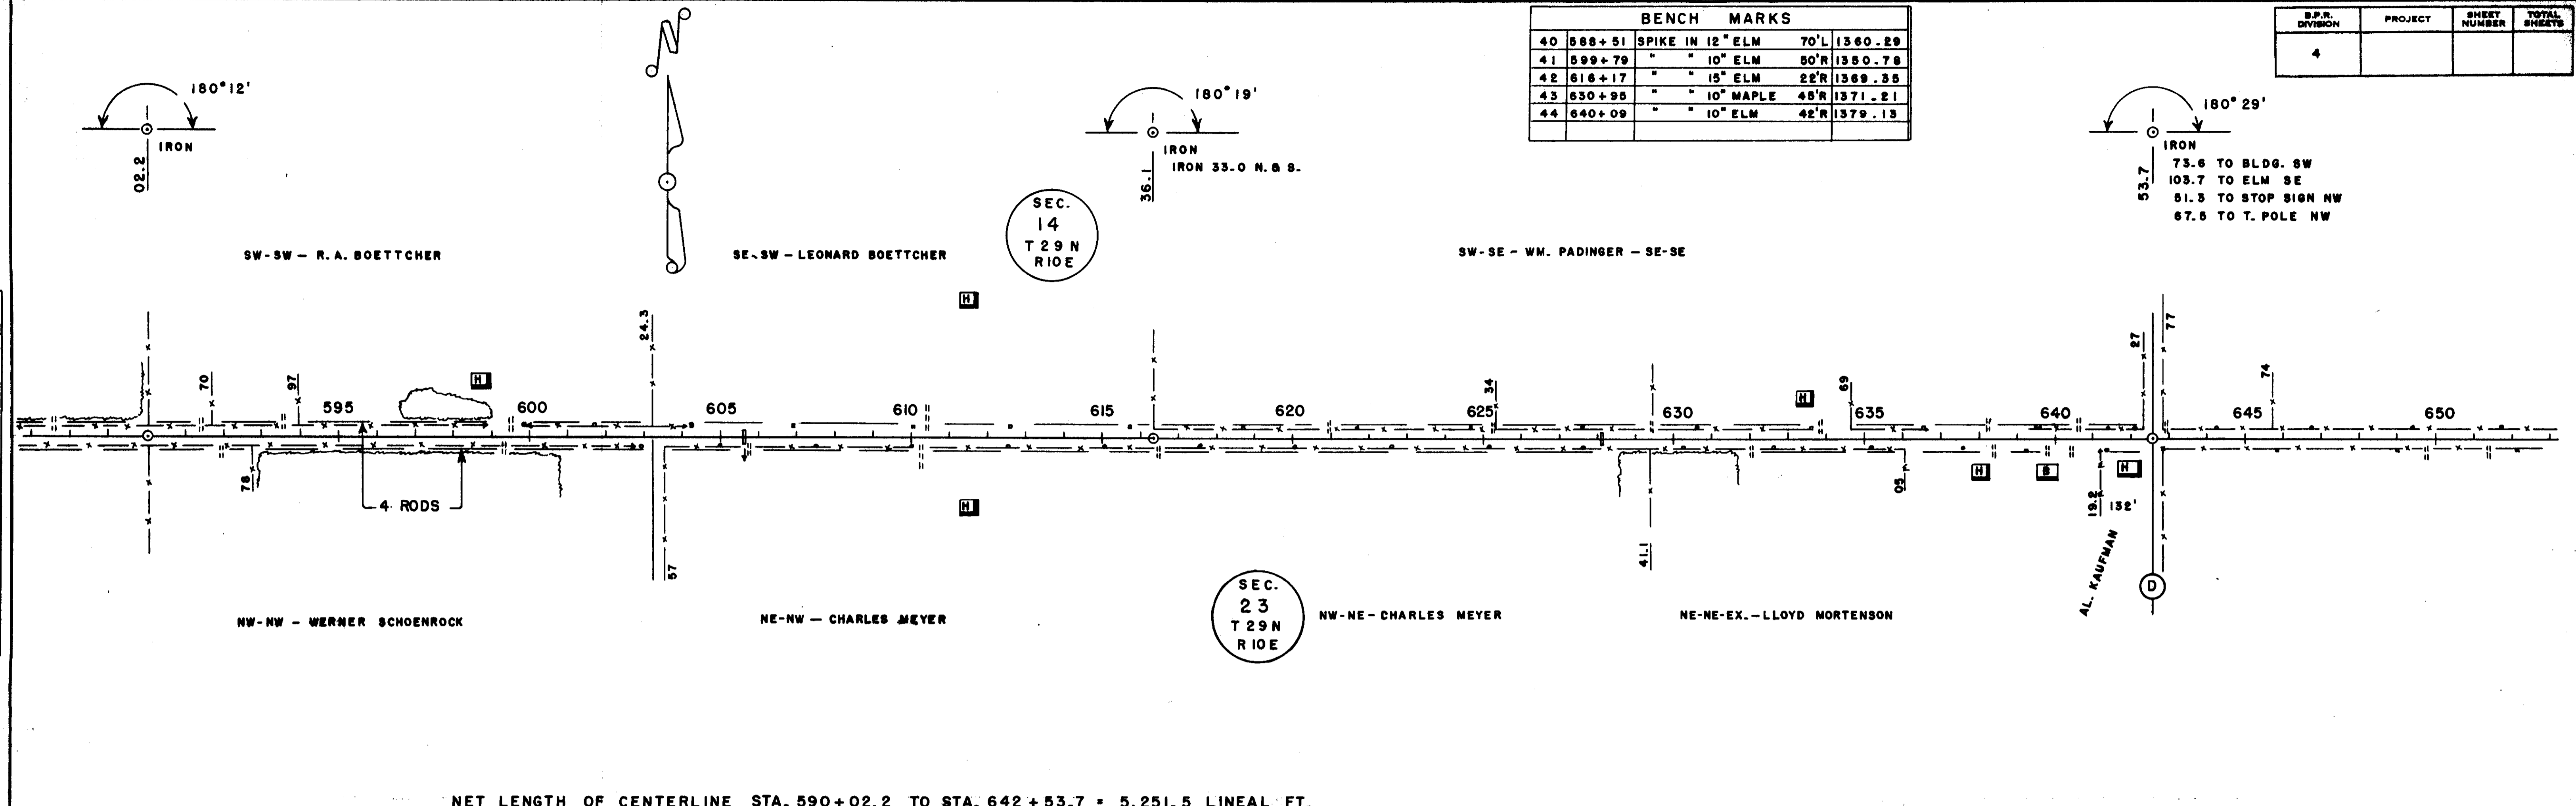 BENCH MARKS
40 588+51 SPIKE IN 12" ELM 70'L 1360.29
41 599+79 " " 10" ELM 50'R 1350.78
42 616+17 " " 15" ELM 22'R 1369.35
43 630+95 " " 10" MAPLE 45'R 1371.21
44 640+09 " " 10" ELM 42'R 1379.13
B.P.R. DIVISION PROJECT SHEET NUMBER TOTAL SHEETS
4
N
180°12'
IRON
02.2
180°19'
IRON
IRON 33.0 N. & S.
36.1
180°29'
IRON
73.6 TO BLDG. SW
103.7 TO ELM SE
51.3 TO STOP SIGN NW
67.5 TO T. POLE NW
53.7
SEC.
14
T 29 N
R 10 E
SW-SW — R. A. BOETTCHER
SE-SW — LEONARD BOETTCHER
SW-SE — WM. PADINGER — SE-SE
H
24.3
70
97
H
34
H
69
27
77
74
595 600 605 610 615 620 625 630 635 640 645 650
78
4 RODS
57
H
41.1
05
H
B
H
19.2
132'
AL. KAUFMAN
D
SEC.
23
T 29 N
R 10 E
NW-NW — WERNER SCHOENROCK
NE-NW — CHARLES MEYER
NW-NE — CHARLES MEYER
NE-NE-EX. — LLOYD MORTENSON
NET LENGTH OF CENTERLINE STA. 590+02.2 TO STA. 642+53.7 = 5,251.5 LINEAL FT.